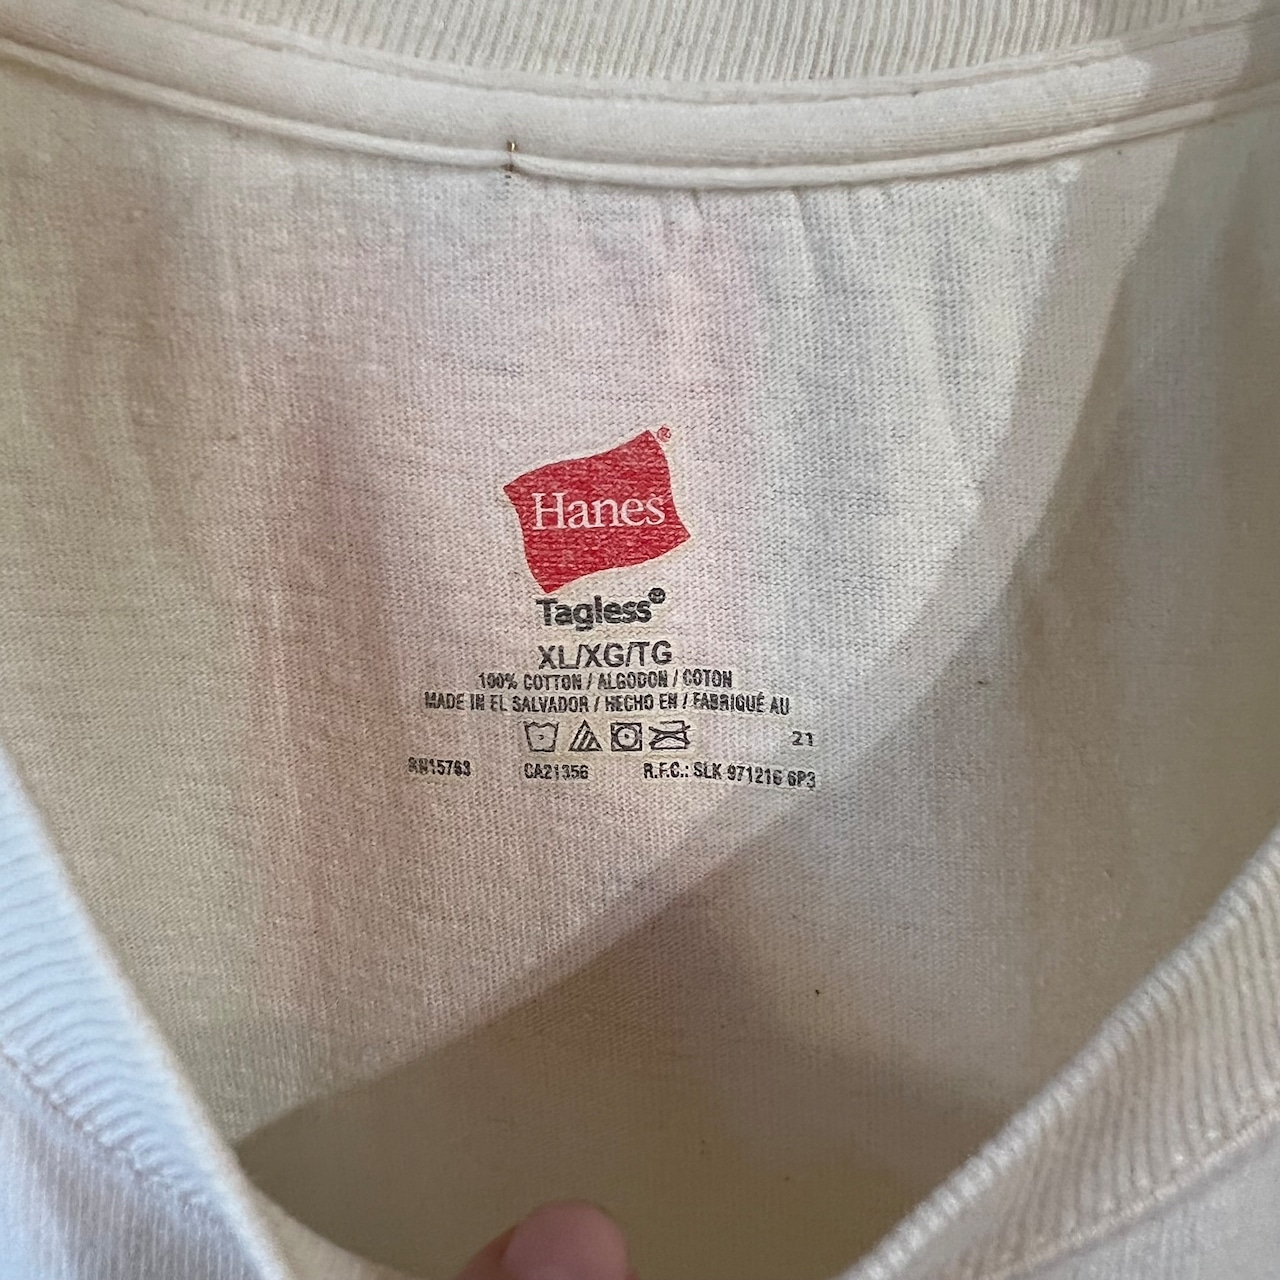 Hanes®
Tagless®
XL/XG/TG
100% COTTON / ALGODON / COTON
MADE IN EL SALVADOR / HECHO EN / FABRIQUÉ AU
21
RN15763 CA21356 R.F.C.: SLK 971216 6P3